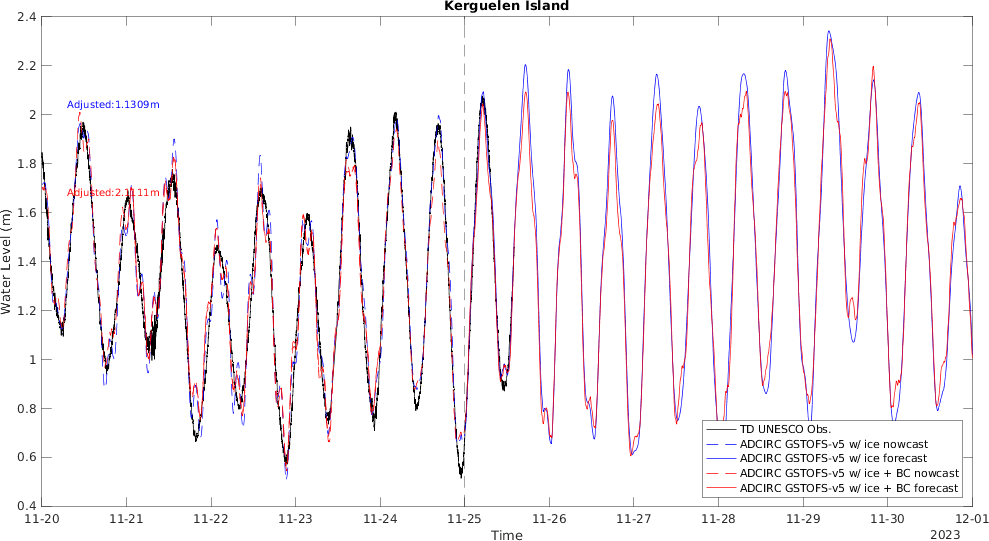 Kerguelen Island
2.4
2.2
2
1.8
1.6
1.4
1.2
1
0.8
0.6
0.4
Water Level (m)
Adjusted:1.1309m
Adjusted:2.1111m
TD UNESCO Obs.
ADCIRC GSTOFS-v5 w/ ice nowcast
ADCIRC GSTOFS-v5 w/ ice forecast
ADCIRC GSTOFS-v5 w/ ice + BC nowcast
ADCIRC GSTOFS-v5 w/ ice + BC forecast
11-20 11-21 11-22 11-23 11-24 11-25 11-26 11-27 11-28 11-29 11-30 12-01
Time
2023